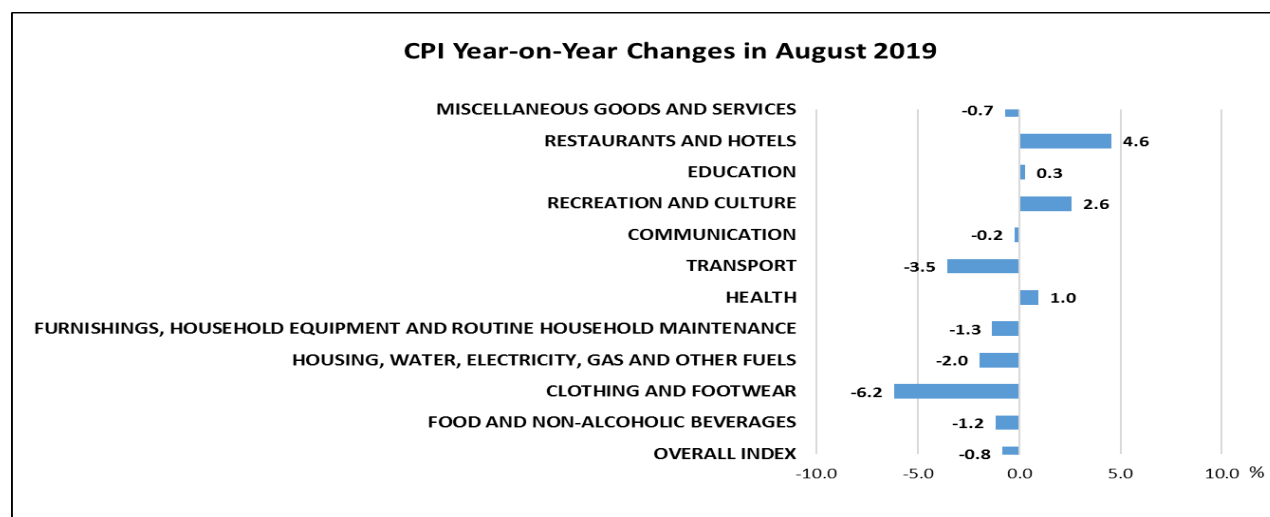 CPI Year-on-Year Changes in August 2019
MISCELLANEOUS GOODS AND SERVICES -0.7
RESTAURANTS AND HOTELS 4.6
EDUCATION 0.3
RECREATION AND CULTURE 2.6
COMMUNICATION -0.2
TRANSPORT -3.5
HEALTH 1.0
FURNISHINGS, HOUSEHOLD EQUIPMENT AND ROUTINE HOUSEHOLD MAINTENANCE -1.3
HOUSING, WATER, ELECTRICITY, GAS AND OTHER FUELS -2.0
CLOTHING AND FOOTWEAR -6.2
FOOD AND NON-ALCOHOLIC BEVERAGES -1.2
OVERALL INDEX -0.8
-10.0 -5.0 0.0 5.0 10.0 %